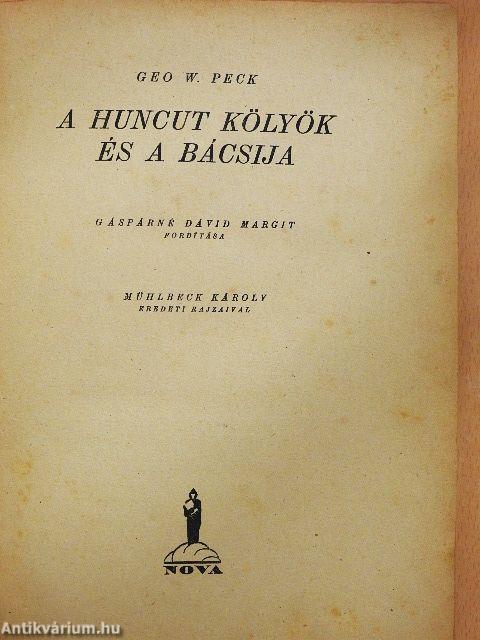 GEO W. PECK
A HUNCUT KÖLYÖK
ÉS A BÁCSIJA
GÁSPÁRNÉ DÁVID MARGIT
FORDÍTÁSA
MÜHLBECK KÁROLY
EREDETI RAJZAIVAL
NOVA
Antikvárium.hu